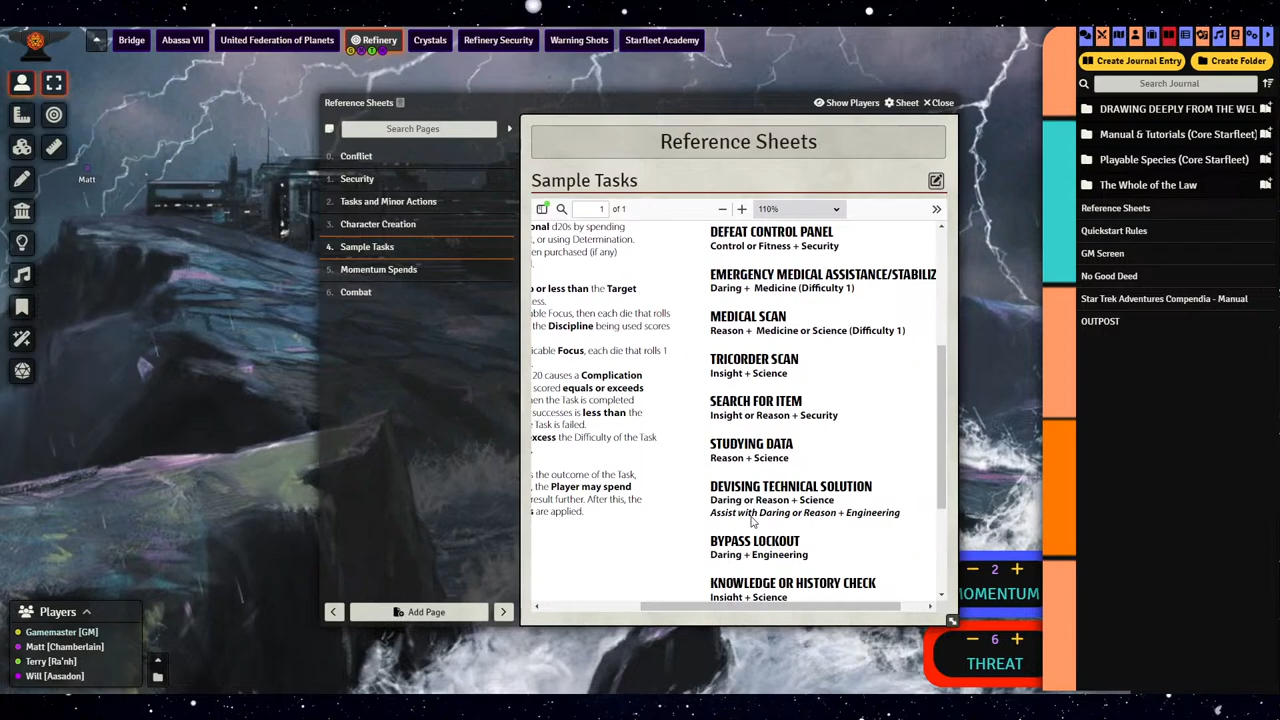 Bridge
Abassa VII
United Federation of Planets
Refinery
Crystals
Refinery Security
Warning Shots
Starfleet Academy
Matt
Reference Sheets
Show Players
Sheet
Close
Search Pages
0. Conflict
1. Security
2. Tasks and Minor Actions
3. Character Creation
4. Sample Tasks
5. Momentum Spends
6. Combat
Add Page
Reference Sheets
Sample Tasks
1 of 1
110%
onal d20s by spending
, or using Determination.
en purchased (if any)
o or less than the Target
ess.
ble Focus, then each die that rolls
the Discipline being used scores
icable Focus, each die that rolls 1
20 causes a Complication
scored equals or exceeds
hen the Task is completed
successes is less than the
e Task is failed.
xcess the Difficulty of the Task
s the outcome of the Task,
, the Player may spend
result further. After this, the
s are applied.
DEFEAT CONTROL PANEL
Control or Fitness + Security
EMERGENCY MEDICAL ASSISTANCE/STABILIZ
Daring + Medicine (Difficulty 1)
MEDICAL SCAN
Reason + Medicine or Science (Difficulty 1)
TRICORDER SCAN
Insight + Science
SEARCH FOR ITEM
Insight or Reason + Security
STUDYING DATA
Reason + Science
DEVISING TECHNICAL SOLUTION
Daring or Reason + Science
Assist with Daring or Reason + Engineering
BYPASS LOCKOUT
Daring + Engineering
KNOWLEDGE OR HISTORY CHECK
Insight + Science
Create Journal Entry
Create Folder
Search Journal
DRAWING DEEPLY FROM THE WEL
Manual & Tutorials (Core Starfleet)
Playable Species (Core Starfleet)
The Whole of the Law
Reference Sheets
Quickstart Rules
GM Screen
No Good Deed
Star Trek Adventures Compendia - Manual
OUTPOST
2
OMENTUM
6
THREAT
Players
Gamemaster [GM]
Matt [Chamberlain]
Terry [Ra'nh]
Will [Aasadon]